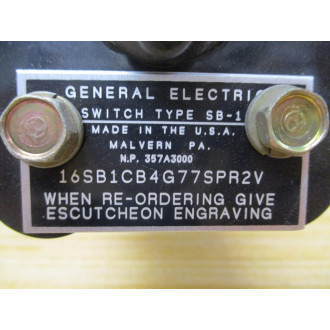 GENERAL ELECTRIC
SWITCH TYPE SB-1
MADE IN THE U.S.A.
MALVERN PA.
N.P. 357A3000
16SB1CB4G77SPR2V
WHEN RE-ORDERING GIVE
ESCUTCHEON ENGRAVING